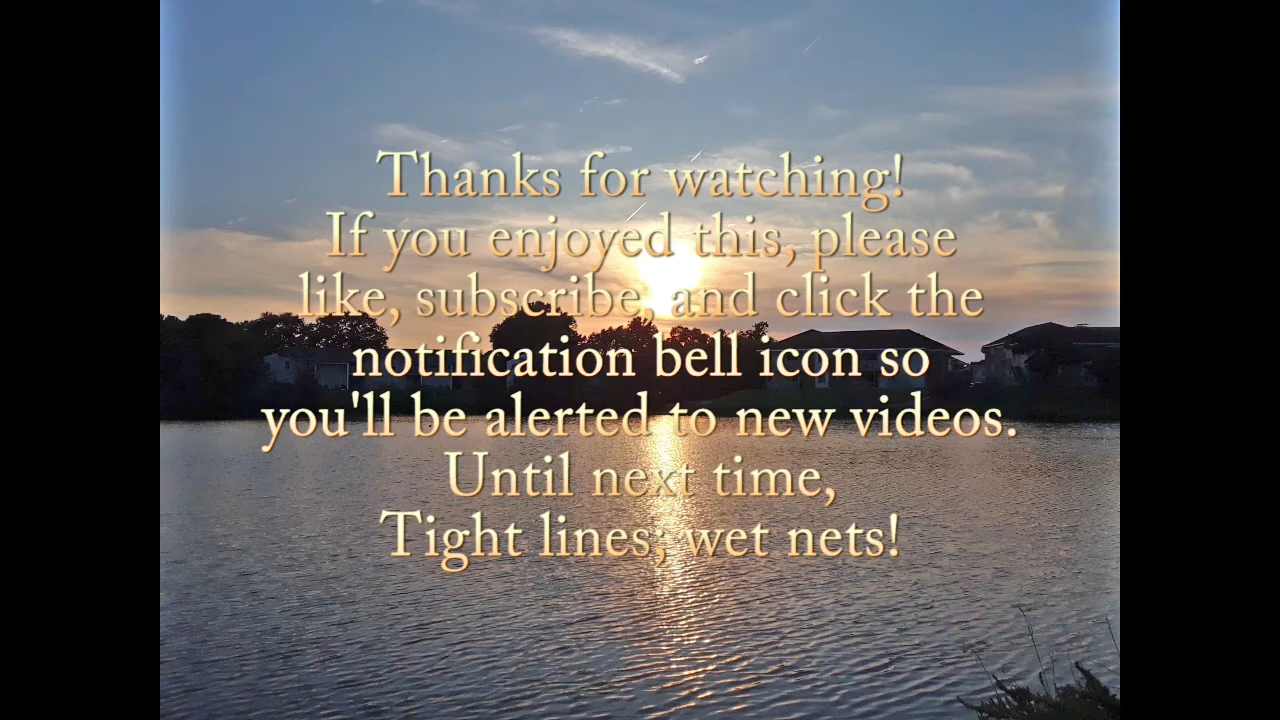 Thanks for watching!
If you enjoyed this, please
like, subscribe, and click the
notification bell icon so
you'll be alerted to new videos.
Until next time,
Tight lines; wet nets!